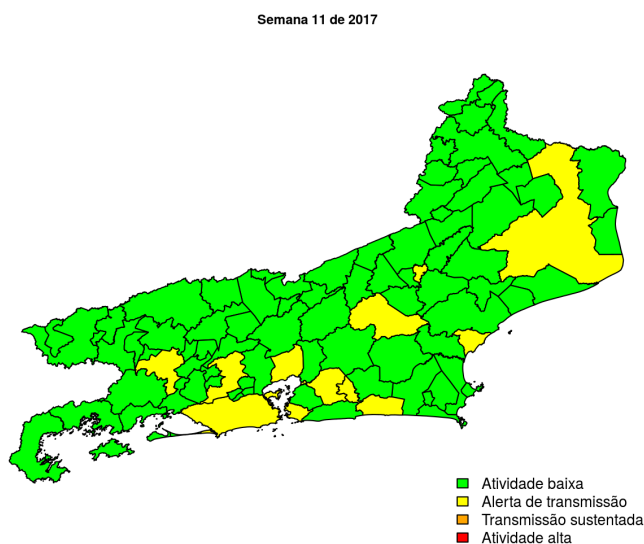 Semana 11 de 2017
Atividade baixa
Alerta de transmissão
Transmissão sustentada
Atividade alta